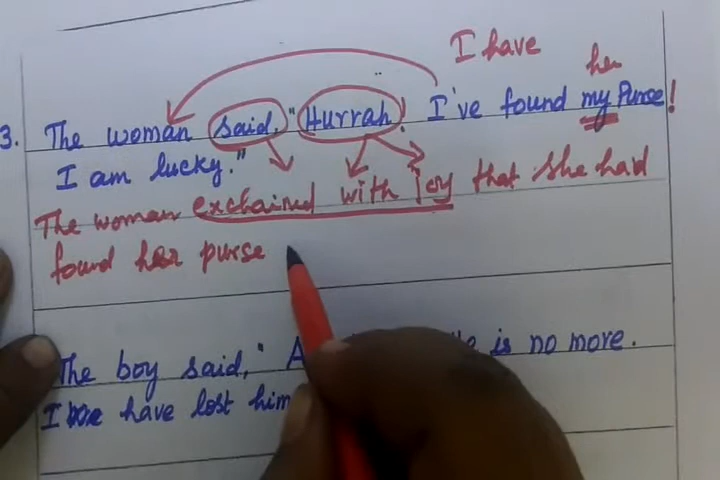 I have
her
3. The woman said, "Hurrah! I've found my Purse!
I am lucky."
The woman exchained with joy that she had
found her purse
The boy said," A is no more.
I have lost him